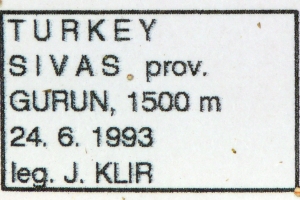 TURKEY
SIVAS prov.
GURUN, 1500 m
24. 6. 1993
leg. J. KLIR